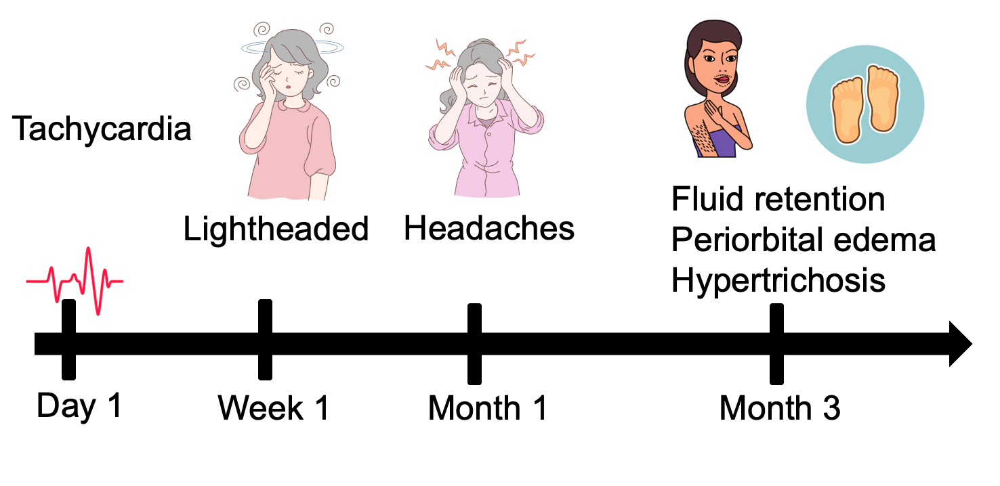 Tachycardia
Lightheaded
Headaches
Fluid retention
Periorbital edema
Hypertrichosis
Day 1
Week 1
Month 1
Month 3